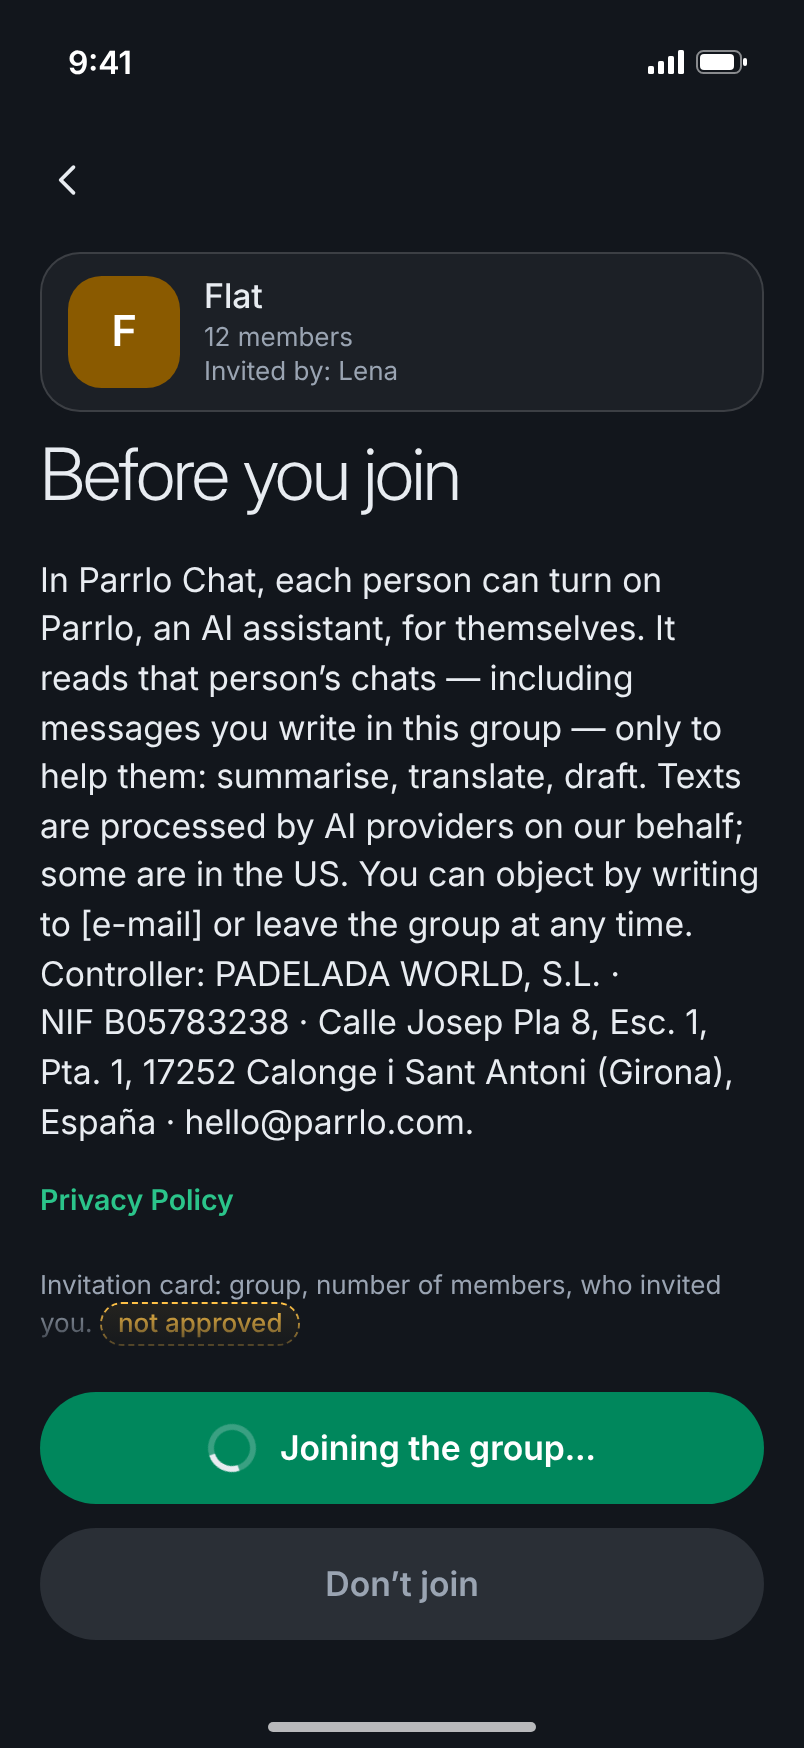 9:41
F
Flat
12 members
Invited by: Lena
Before you join
In Parrlo Chat, each person can turn on
Parrlo, an AI assistant, for themselves. It
reads that person’s chats — including
messages you write in this group — only to
help them: summarise, translate, draft. Texts
are processed by AI providers on our behalf;
some are in the US. You can object by writing
to [e-mail] or leave the group at any time.
Controller: PADELADA WORLD, S.L. ·
NIF B05783238 · Calle Josep Pla 8, Esc. 1,
Pta. 1, 17252 Calonge i Sant Antoni (Girona),
España · hello@parrlo.com.
Privacy Policy
Invitation card: group, number of members, who invited
you. not approved
Joining the group…
Don’t join